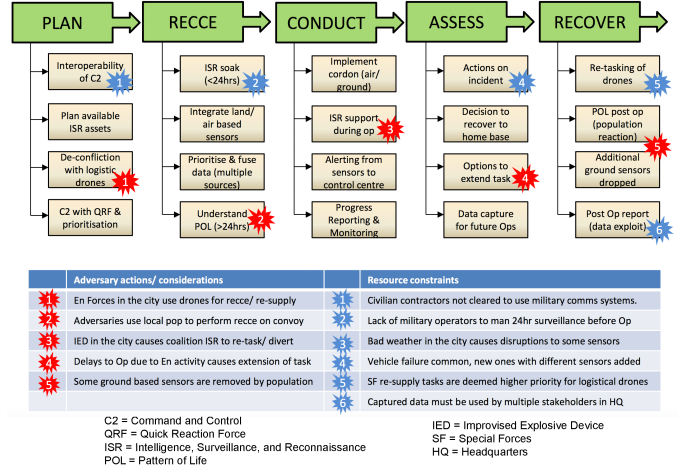 PLAN
RECCE
CONDUCT
ASSESS
RECOVER
Interoperability
of C2
1
Plan available
ISR assets
De-confliction
with logistic
drones
1
C2 with QRF &
prioritisation
ISR soak
(<24hrs)
2
Integrate land/
air based
sensors
Prioritise & fuse
data (multiple
sources)
Understand
POL (>24hrs)
2
Implement
cordon (air/
ground)
ISR support
during op
3
Alerting from
sensors to
control centre
Progress
Reporting &
Monitoring
Actions on
incident
4
Decision to
recover to
home base
Options to
extend task
4
Data capture
for future Ops
Re-tasking of
drones
5
POL post op
(population
reaction)
5
Additional
ground sensors
dropped
Post Op report
(data exploit)
6
Adversary actions/ considerations
Resource constraints
1 En Forces in the city use drones for recce/ re-supply
1 Civilian contractors not cleared to use military comms systems.
2 Adversaries use local pop to perform recce on convoy
2 Lack of military operators to man 24hr surveillance before Op
3 IED in the city causes coalition ISR to re-task/ divert
3 Bad weather in the city causes disruptions to some sensors
4 Delays to Op due to En activity causes extension of task
4 Vehicle failure common, new ones with different sensors added
5 Some ground based sensors are removed by population
5 SF re-supply tasks are deemed higher priority for logistical drones
6 Captured data must be used by multiple stakeholders in HQ
C2 = Command and Control
QRF = Quick Reaction Force
ISR = Intelligence, Surveillance, and Reconnaissance
POL = Pattern of Life
IED = Improvised Explosive Device
SF = Special Forces
HQ = Headquarters